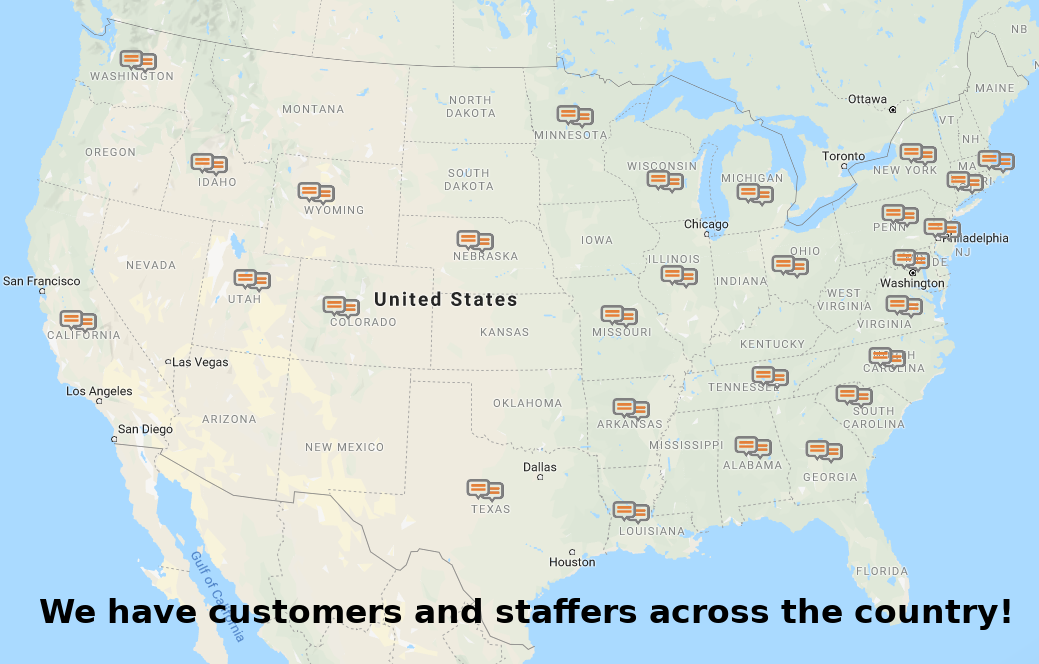 NB
MAINE
WASHINGTON
MONTANA
NORTH
DAKOTA
MINNESOTA
Ottawa
VT
NH
OREGON
IDAHO
WYOMING
SOUTH
DAKOTA
WISCONSIN
MICHIGAN
Toronto
NEW YORK
MA
RI
NEVADA
UTAH
NEBRASKA
IOWA
Chicago
ILLINOIS
INDIANA
OHIO
PENN
Philadelphia
NJ
DE
Washington
San Francisco
CALIFORNIA
COLORADO
United States
KANSAS
MISSOURI
WEST
VIRGINIA
VIRGINIA
KENTUCKY
Las Vegas
Los Angeles
San Diego
ARIZONA
NEW MEXICO
OKLAHOMA
ARKANSAS
TENNESSEE
CAROLINA
SOUTH
CAROLINA
MISSISSIPPI
ALABAMA
GEORGIA
Dallas
TEXAS
LOUISIANA
Houston
FLORIDA
Gulf of California
We have customers and staffers across the country!